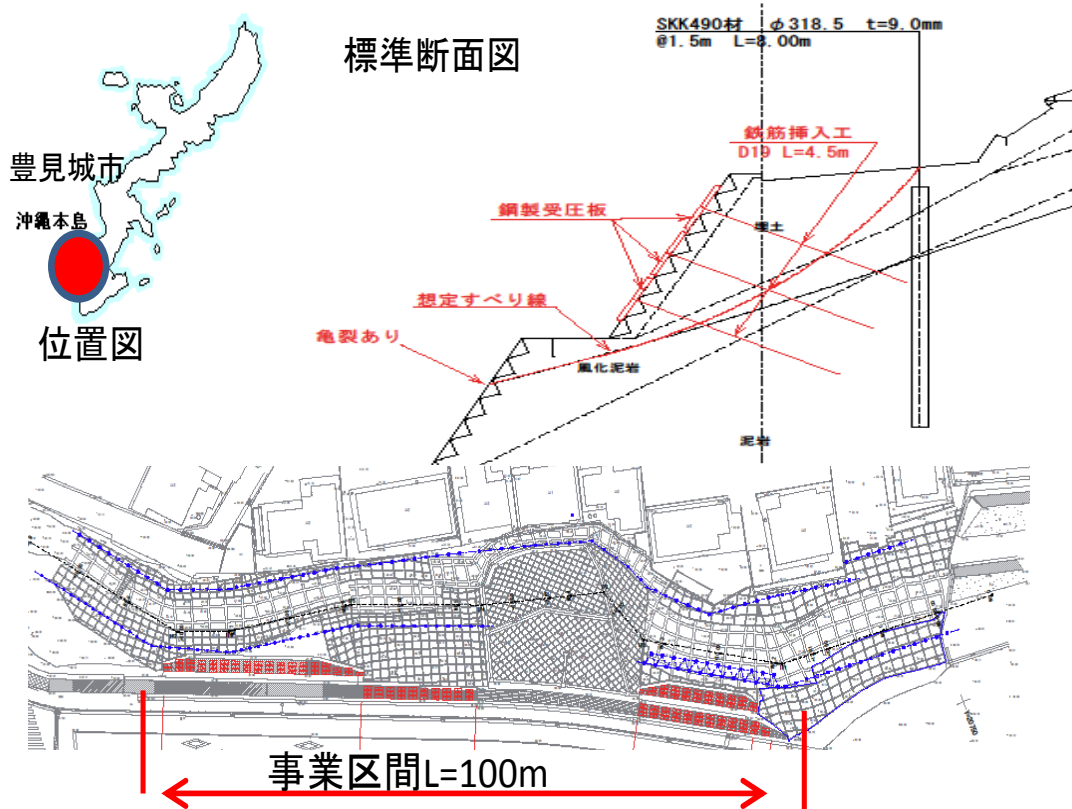 標準断面図
SKK490材 φ318.5 t=9.0mm
@1.5m L=8.00m
豊見城市
沖縄本島
位置図
鉄筋挿入工
D19 L=4.5m
鋼製受圧板
埋土
想定すべり線
亀裂あり
風化泥岩
泥岩
事業区間L=100m